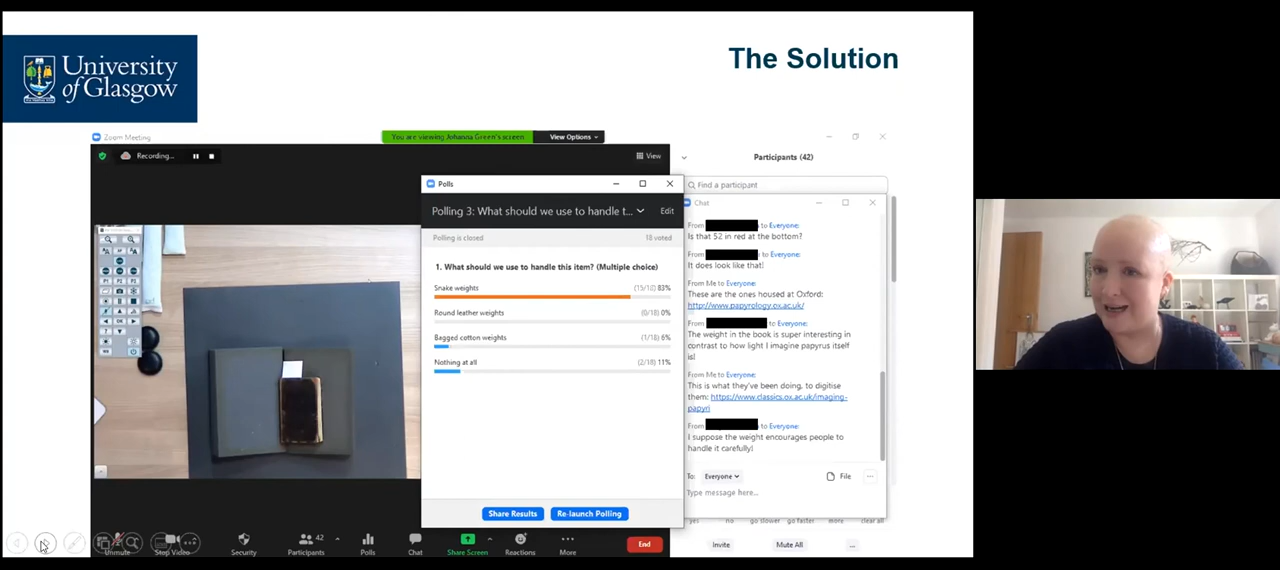 University
of Glasgow
The Solution
Zoom Meeting
You are viewing Johanna Green's screen
View Options
Recording...
View
Participants (42)
Find a participant
Polls
Polling 3: What should we use to handle t...
Edit
Polling is closed
18 voted
1. What should we use to handle this item? (Multiple choice)
Snake weights
(15/18) 83%
Round leather weights
(0/18) 0%
Bagged cotton weights
(1/18) 6%
Nothing at all
(2/18) 11%
Share Results
Re-launch Polling
Chat
From to Everyone:
Is that 52 in red at the bottom?
From to Everyone:
It does look like that!
From Me to Everyone:
These are the ones housed at Oxford:
http://www.papyrology.ox.ac.uk/
From to Everyone:
The weight in the book is super interesting in
contrast to how light I imagine papyrus itself
is!
From Me to Everyone:
This is what they've been doing, to digitise
them: https://www.classics.ox.ac.uk/imaging-
papyri
From to Everyone:
I suppose the weight encourages people to
handle it carefully!
To: Everyone
File
...
Type message here...
yes no go slower go faster more clear all
Invite
Mute All
...
Unmute
Stop Video
Security
42
Participants
Polls
Chat
Share Screen
Reactions
More
End